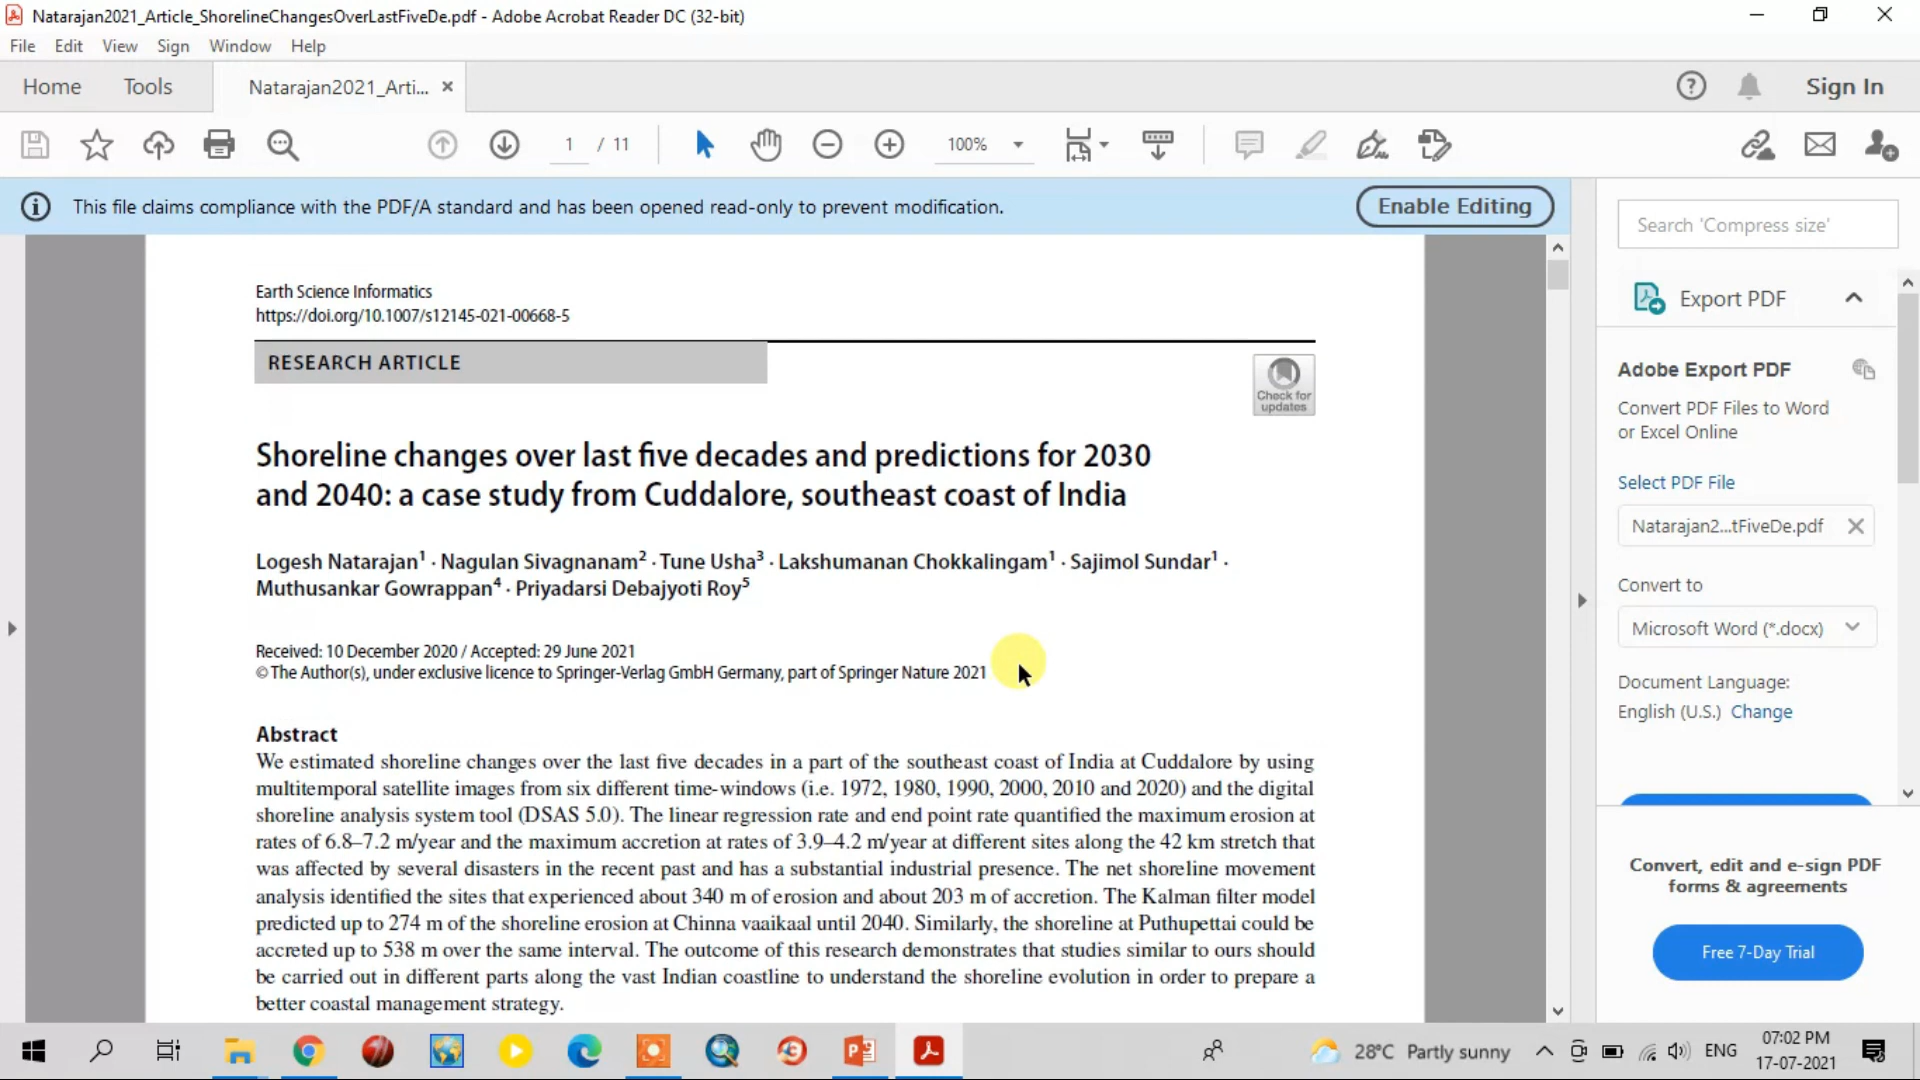 Natarajan2021_Article_ShorelineChangesOverLastFiveDe.pdf - Adobe Acrobat Reader DC (32-bit)
File Edit View Sign Window Help
Home Tools Natarajan2021_Arti... × Sign In
1 / 11 100%
This file claims compliance with the PDF/A standard and has been opened read-only to prevent modification. Enable Editing
Earth Science Informatics
https://doi.org/10.1007/s12145-021-00668-5
RESEARCH ARTICLE
Check for
updates
Shoreline changes over last five decades and predictions for 2030
and 2040: a case study from Cuddalore, southeast coast of India
Logesh Natarajan1 · Nagulan Sivagnanam2 · Tune Usha3 · Lakshumanan Chokkalingam1 · Sajimol Sundar1 ·
Muthusankar Gowrappan4 · Priyadarsi Debajyoti Roy5
Received: 10 December 2020 / Accepted: 29 June 2021
© The Author(s), under exclusive licence to Springer-Verlag GmbH Germany, part of Springer Nature 2021
Abstract
We estimated shoreline changes over the last five decades in a part of the southeast coast of India at Cuddalore by using
multitemporal satellite images from six different time-windows (i.e. 1972, 1980, 1990, 2000, 2010 and 2020) and the digital
shoreline analysis system tool (DSAS 5.0). The linear regression rate and end point rate quantified the maximum erosion at
rates of 6.8–7.2 m/year and the maximum accretion at rates of 3.9–4.2 m/year at different sites along the 42 km stretch that
was affected by several disasters in the recent past and has a substantial industrial presence. The net shoreline movement
analysis identified the sites that experienced about 340 m of erosion and about 203 m of accretion. The Kalman filter model
predicted up to 274 m of the shoreline erosion at Chinna vaaikaal until 2040. Similarly, the shoreline at Puthupettai could be
accreted up to 538 m over the same interval. The outcome of this research demonstrates that studies similar to ours should
be carried out in different parts along the vast Indian coastline to understand the shoreline evolution in order to prepare a
better coastal management strategy.
Search 'Compress size'
Export PDF
Adobe Export PDF
Convert PDF Files to Word
or Excel Online
Select PDF File
Natarajan2...tFiveDe.pdf
Convert to
Microsoft Word (*.docx)
Document Language:
English (U.S.) Change
Convert, edit and e-sign PDF
forms & agreements
Free 7-Day Trial
28°C Partly sunny ENG 07:02 PM
17-07-2021